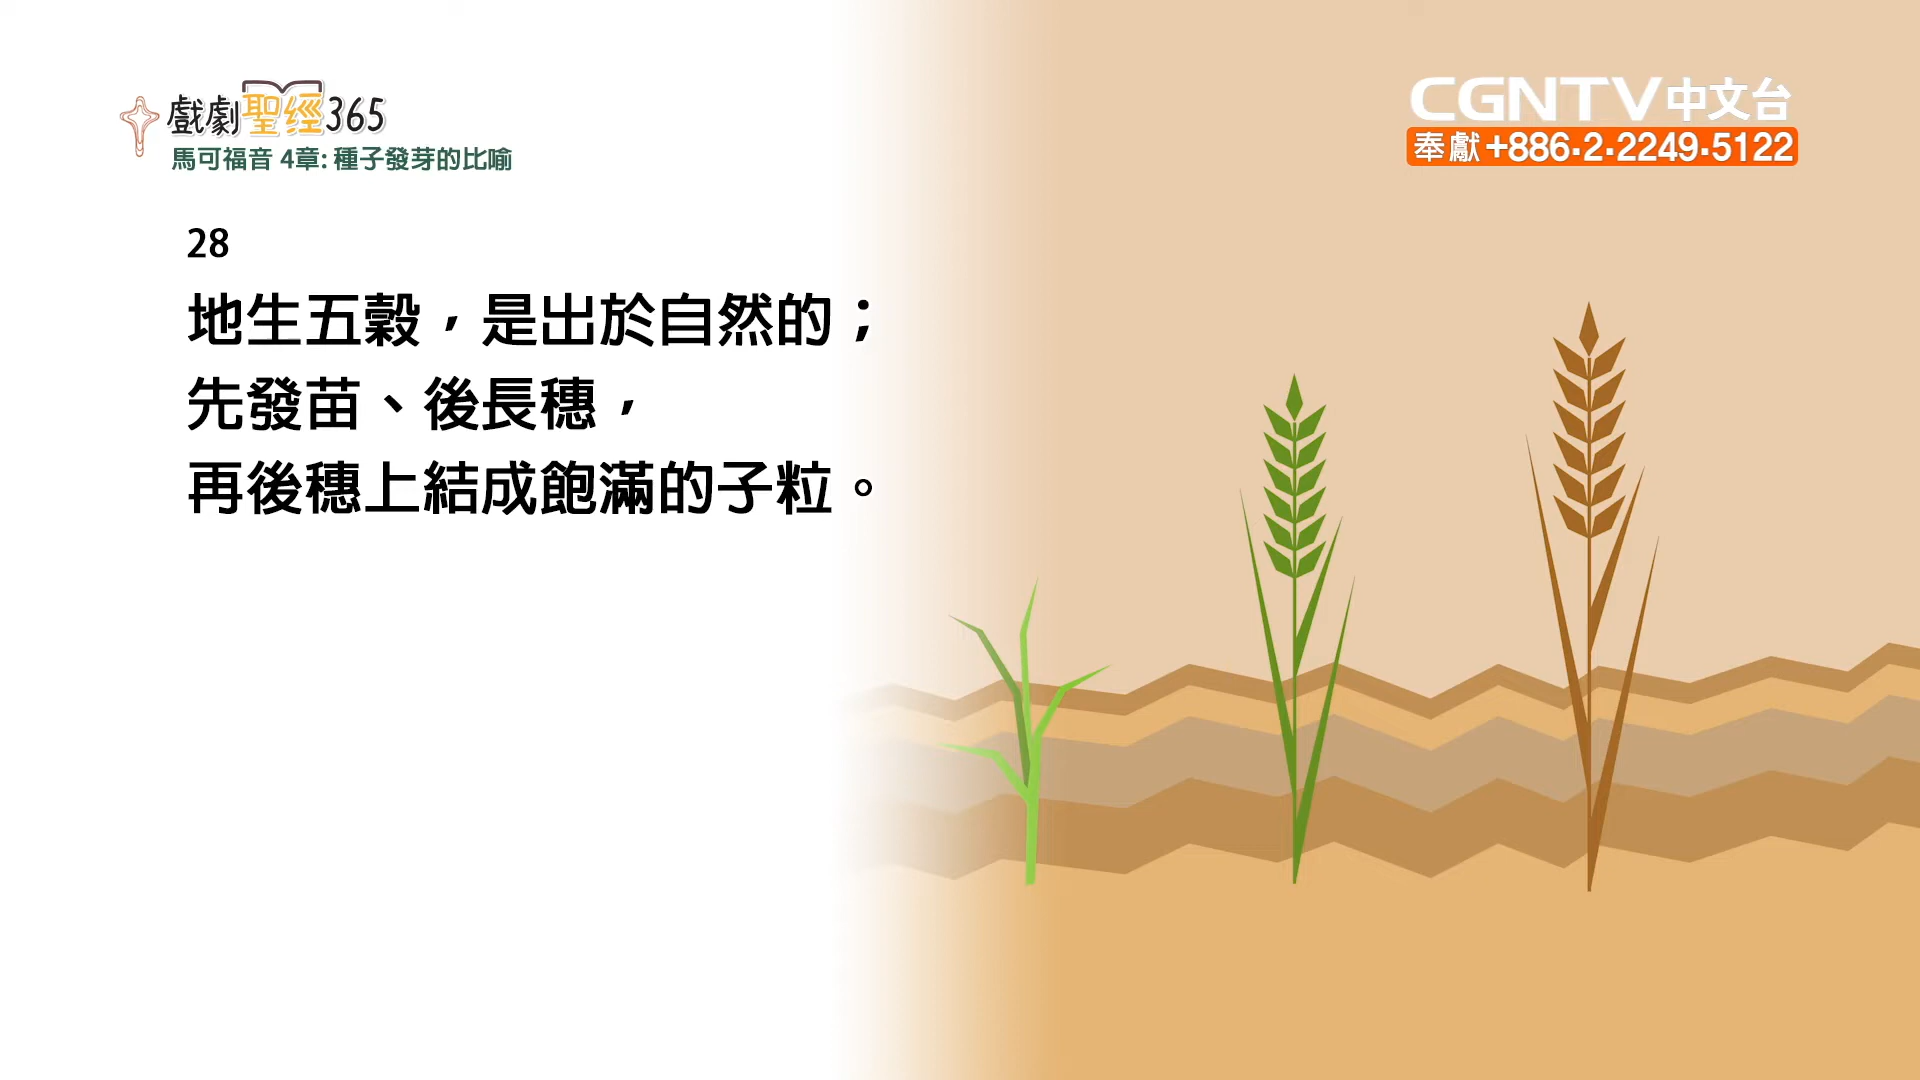 戲劇聖經365
馬可福音 4章: 種子發芽的比喻
CGNTV中文台
奉獻 +886·2·2249·5122
28
地生五穀，是出於自然的；
先發苗、後長穗，
再後穗上結成飽滿的子粒。